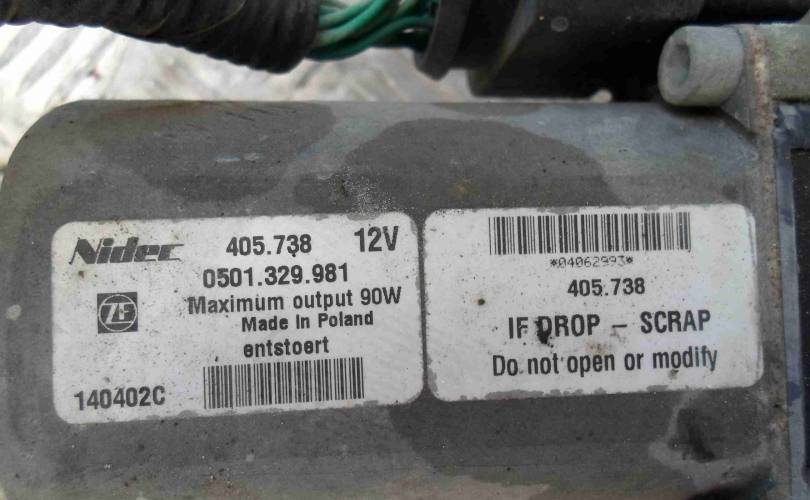 Nidec 405.738 12V
0501.329.981
ZF
Maximum output 90W
Made In Poland
entstoert
140402C
*04062993*
405.738
IF DROP - SCRAP
Do not open or modify